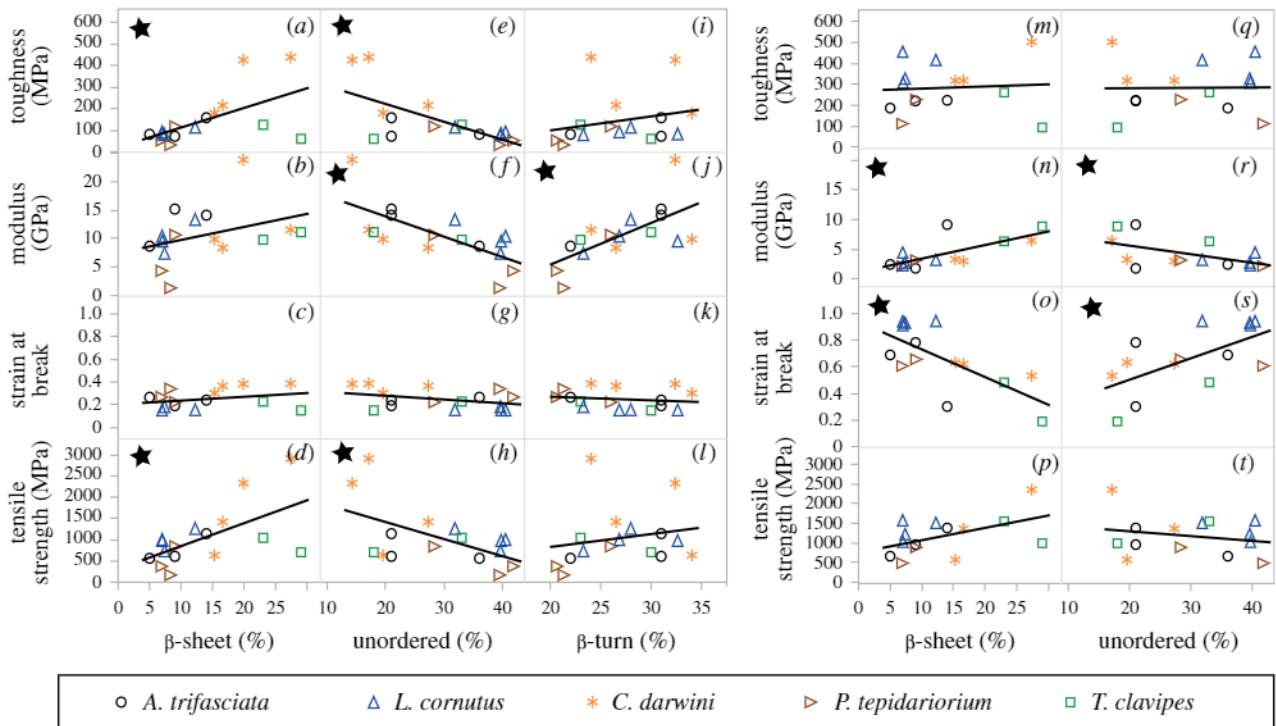 toughness
(MPa)
600
500
400
300
200
100
0
(a)
(e)
(i)
modulus
(GPa)
20
15
10
5
0
(b)
(f)
(j)
strain at
break
1.0
0.8
0.6
0.4
0.2
0
(c)
(g)
(k)
tensile
strength (MPa)
3000
2500
2000
1500
1000
500
0
(d)
(h)
(l)
0 5 10 15 20 25
10 20 30 40
20 25 30 35
β-sheet (%)
unordered (%)
β-turn (%)
toughness
(MPa)
600
500
400
300
200
100
0
(m)
(q)
modulus
(GPa)
15
10
5
0
(n)
(r)
strain at
break
1.0
0.8
0.6
0.4
0.2
0
(o)
(s)
tensile
strength (MPa)
3000
2500
2000
1500
1000
500
0
(p)
(t)
0 5 10 15 20 25
10 20 30 40
β-sheet (%)
unordered (%)
A. trifasciata L. cornutus C. darwini P. tepidariorium T. clavipes